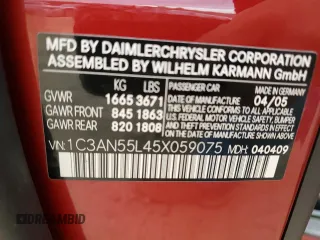 MFD BY DAIMLERCHRYSLER CORPORATION
ASSEMBLED BY WILHELM KARMANN GmbH
KG LBS PASSENGER CAR MADE IN GERMANY
GVWR 1665 3671 04/05
GAWR FRONT 845 1863
GAWR REAR 820 1808
THIS VEHICLE CONFORMS TO ALL APPLICABLE FEDERAL MOTOR VEHICLE SAFETY, BUMPER, AND THEFT PREVENTION STANDARDS IN EFFECT ON THE DATE OF MANUFACTURE SHOWN ABOVE.
VIN: 1C3AN55L45X059075 MDH: 040409
© DREAMBID